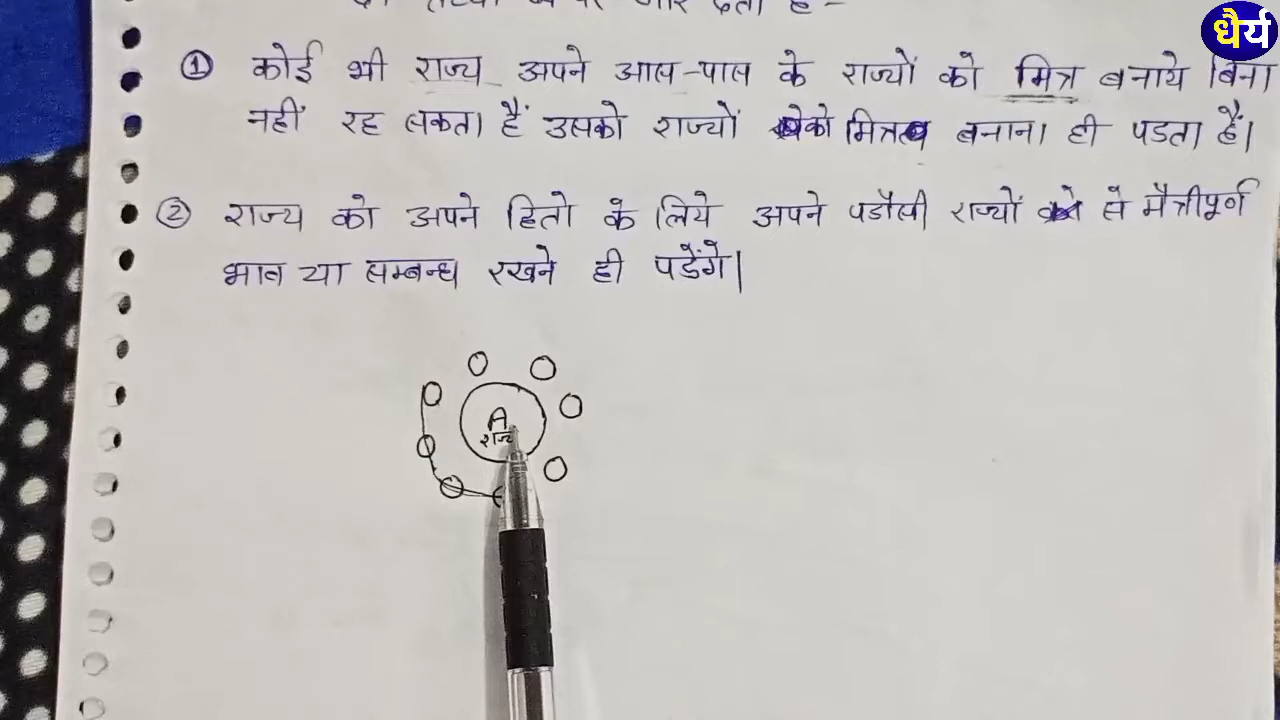 धैर्य
① कोई भी राज्य अपने आस-पास के राज्यों को मित्र बनाये बिना
नहीं रह सकता हैं उसको राज्यों को मित्र बनाना ही पडता हैं।
② राज्य को अपने हितो के लिये अपने पडौसी राज्यों से मैत्रीपूर्ण
भाव या सम्बन्ध रखने ही पडेंगे।
A